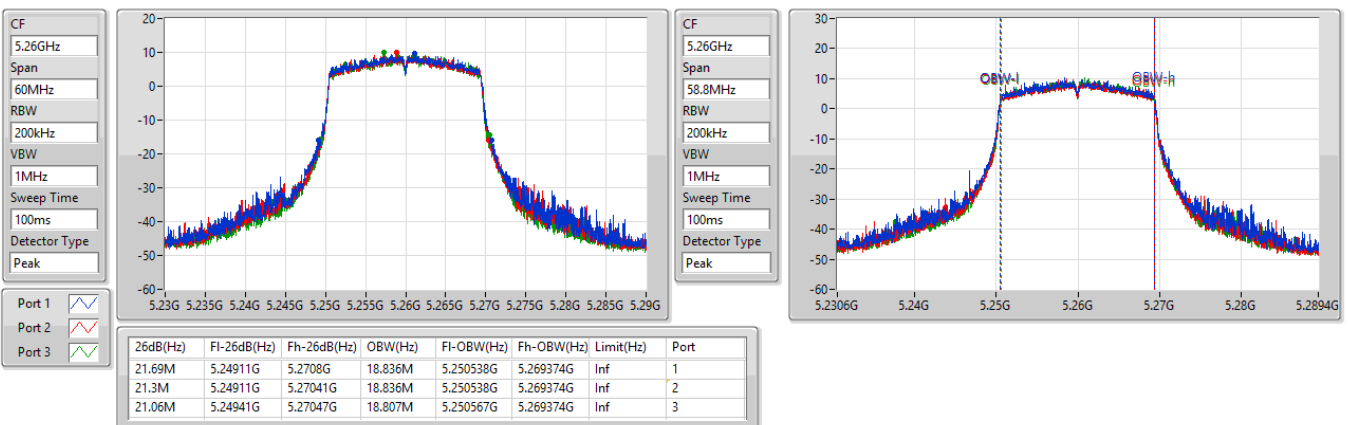 CF
5.26GHz
Span
60MHz
RBW
200kHz
VBW
1MHz
Sweep Time
100ms
Detector Type
Peak
Port 1
Port 2
Port 3
20
10
0
-10
-20
-30
-40
-50
-60
5.23G 5.235G 5.24G 5.245G 5.25G 5.255G 5.26G 5.265G 5.27G 5.275G 5.28G 5.285G 5.29G
CF
5.26GHz
Span
58.8MHz
RBW
200kHz
VBW
1MHz
Sweep Time
100ms
Detector Type
Peak
30
20
10
0
-10
-20
-30
-40
-50
-60
OBW-l OBW-h
5.2306G 5.24G 5.25G 5.26G 5.27G 5.28G 5.2894G
26dB(Hz) Fl-26dB(Hz) Fh-26dB(Hz) OBW(Hz) Fl-OBW(Hz) Fh-OBW(Hz) Limit(Hz) Port
21.69M 5.24911G 5.2708G 18.836M 5.250538G 5.269374G Inf 1
21.3M 5.24911G 5.27041G 18.836M 5.250538G 5.269374G Inf 2
21.06M 5.24941G 5.27047G 18.807M 5.250567G 5.269374G Inf 3